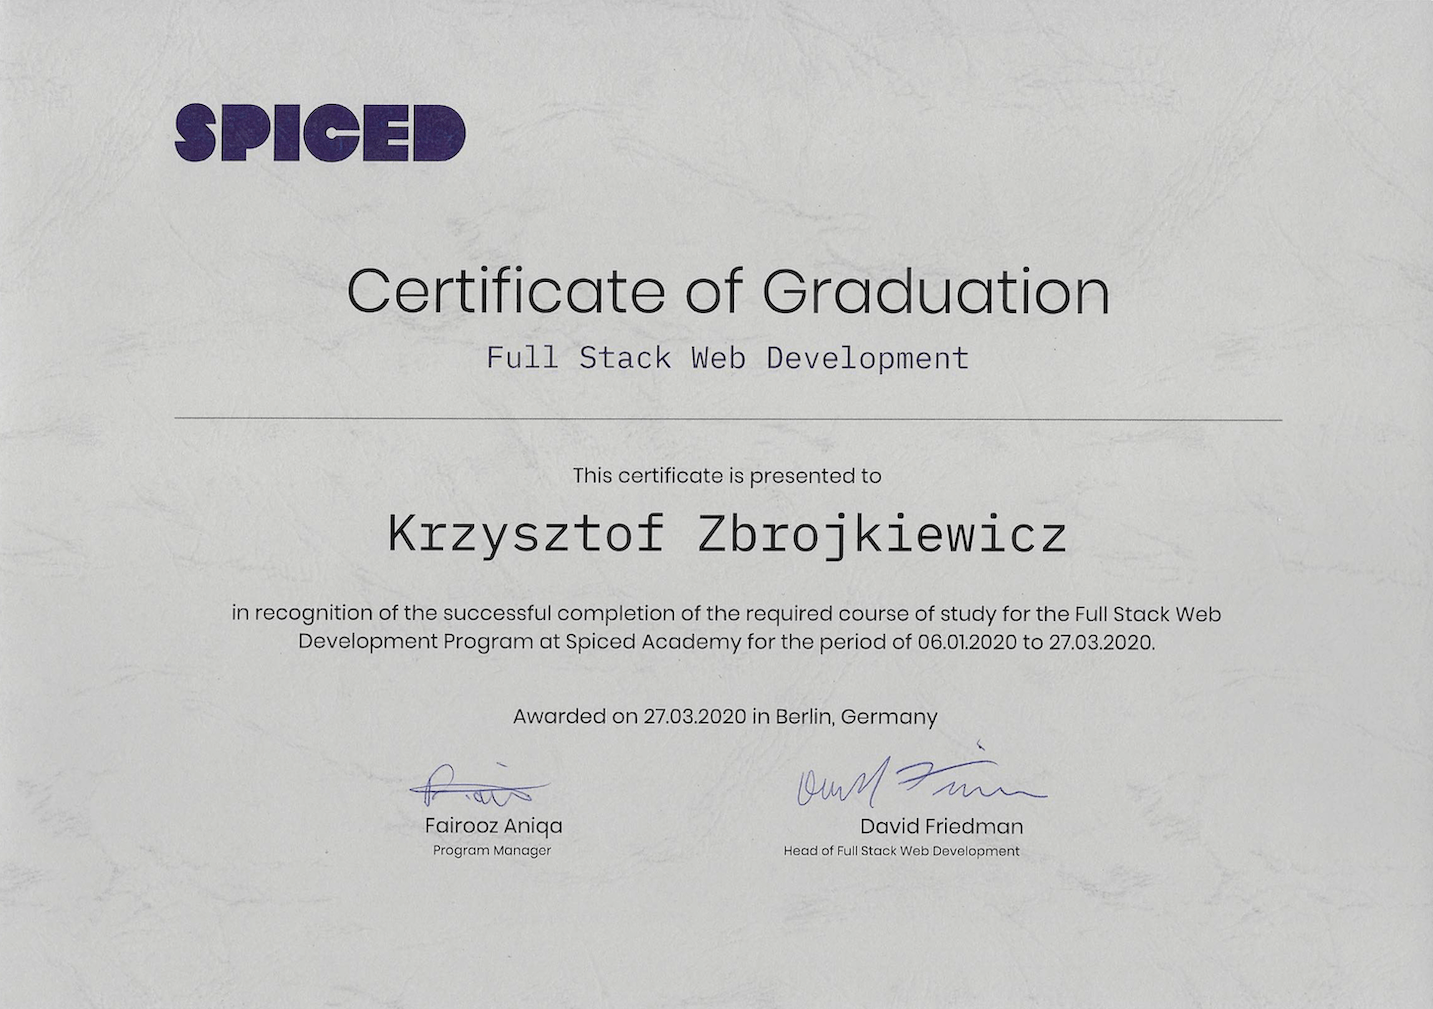 SPICED
Certificate of Graduation
Full Stack Web Development
This certificate is presented to
Krzysztof Zbrojkiewicz
in recognition of the successful completion of the required course of study for the Full Stack Web
Development Program at Spiced Academy for the period of 06.01.2020 to 27.03.2020.
Awarded on 27.03.2020 in Berlin, Germany
Fairooz Aniqa
Program Manager
David Friedman
Head of Full Stack Web Development